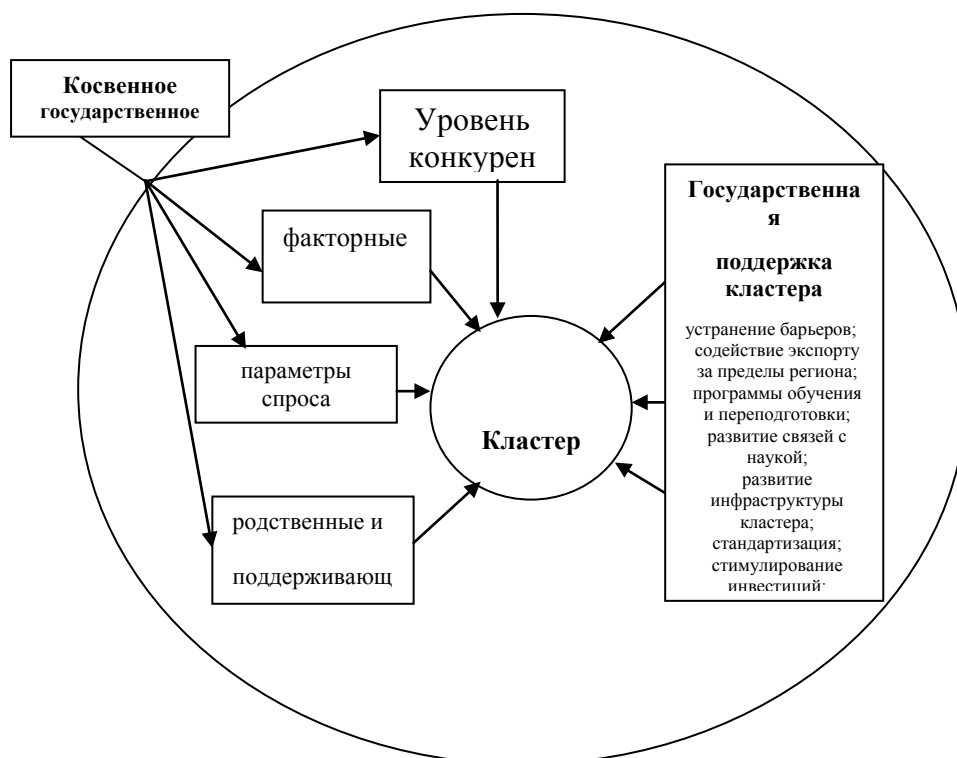 Косвенное
государственное
Уровень
конкурен
факторные
параметры
спроса
родственные и
поддерживающ
Кластер
Государственна
я
поддержка
кластера
устранение барьеров;
содействие экспорту
за пределы региона;
программы обучения
и переподготовки;
развитие связей с
наукой;
развитие
инфраструктуры
кластера;
стандартизация;
стимулирование
инвестиций;